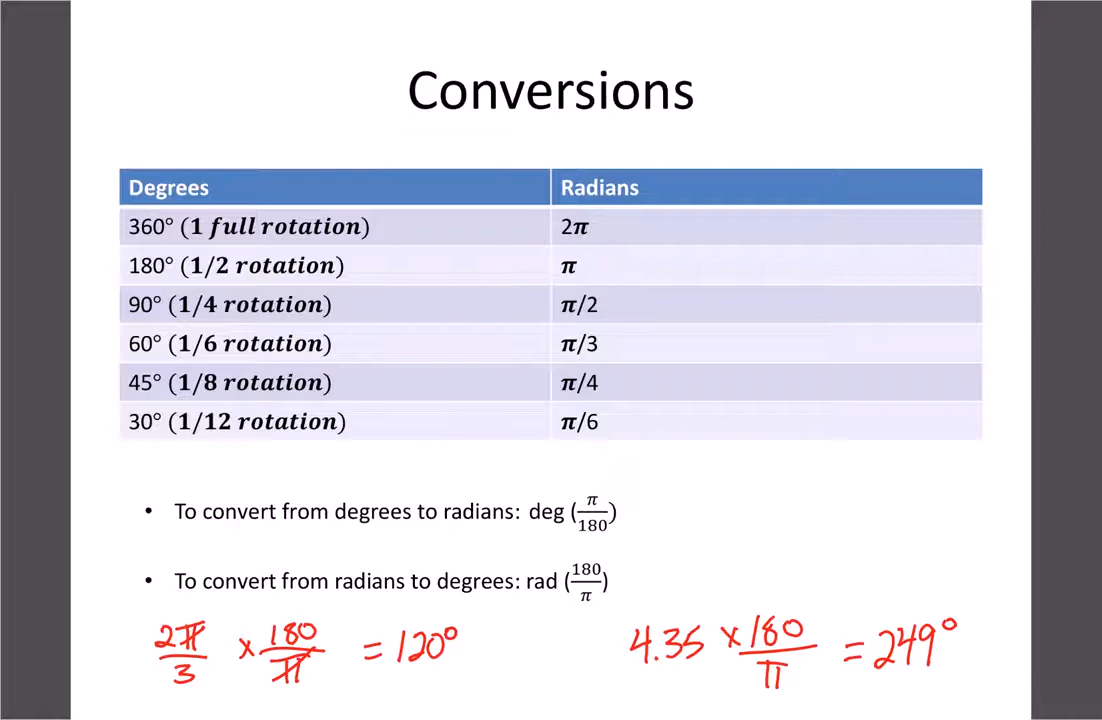 Conversions
Degrees Radians
360° (1 full rotation) 2π
180° (1/2 rotation) π
90° (1/4 rotation) π/2
60° (1/6 rotation) π/3
45° (1/8 rotation) π/4
30° (1/12 rotation) π/6
• To convert from degrees to radians: deg (π/180)
• To convert from radians to degrees: rad (180/π)
2π/3 × 180/π = 120° 4.35 × 180/π = 249°